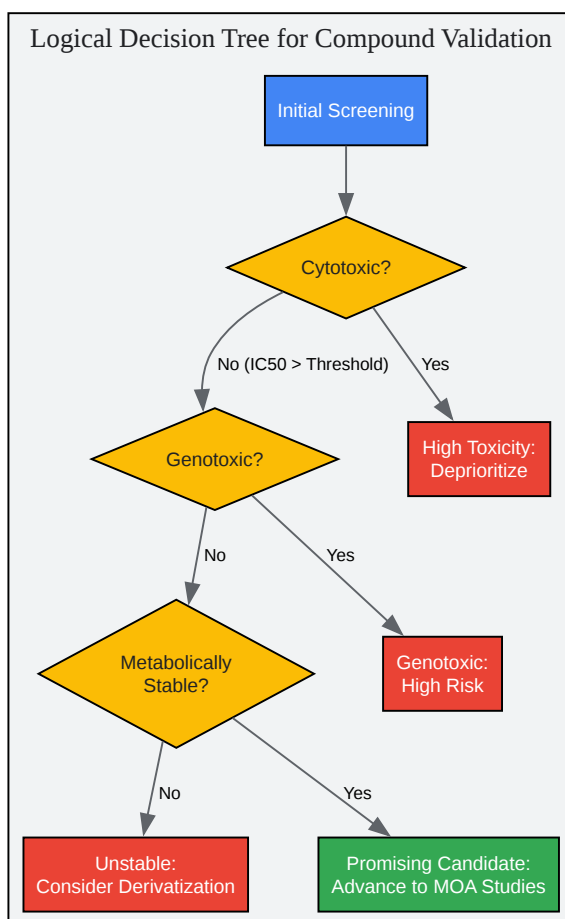 Logical Decision Tree for Compound Validation
Initial Screening
Cytotoxic?
No (IC50 > Threshold)
Yes
High Toxicity:
Deprioritize
Genotoxic?
No
Yes
Genotoxic:
High Risk
Metabolically
Stable?
No
Yes
Unstable:
Consider Derivatization
Promising Candidate:
Advance to MOA Studies